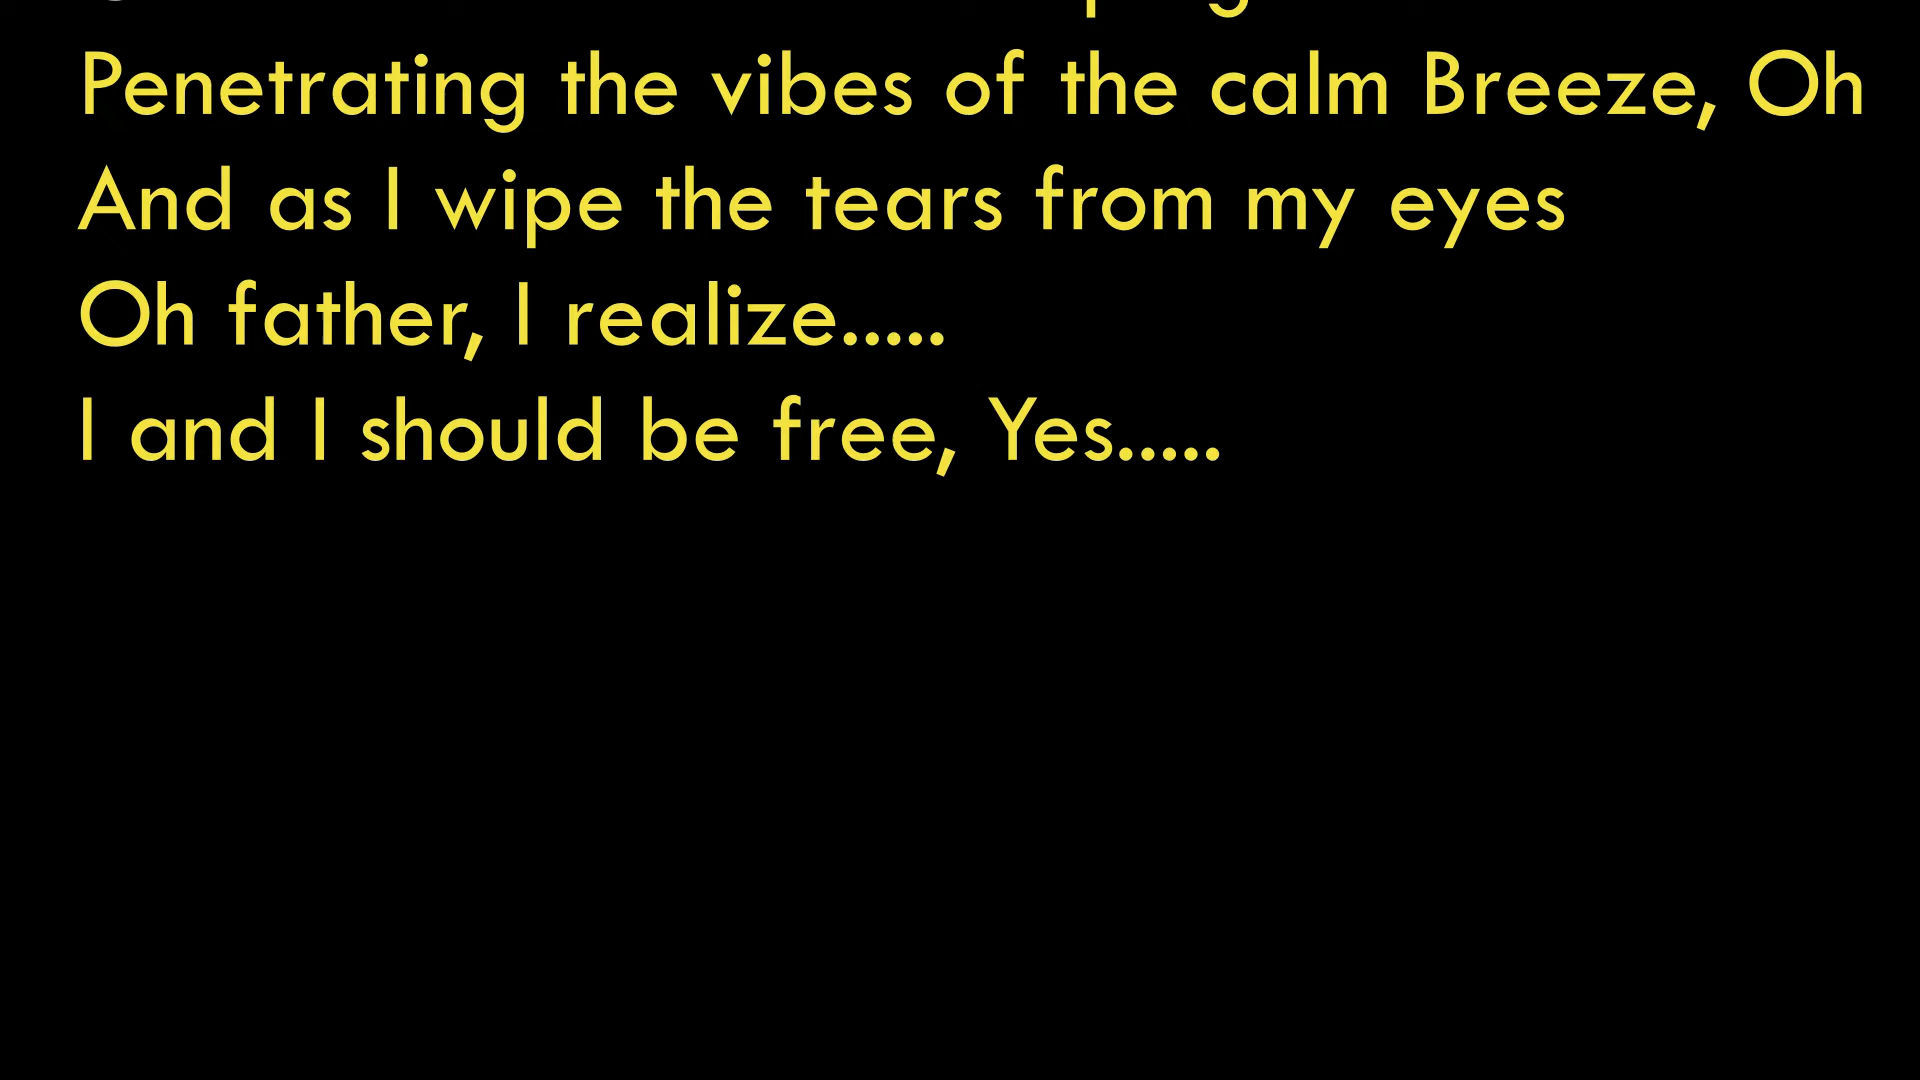 Penetrating the vibes of the calm Breeze, Oh
And as I wipe the tears from my eyes
Oh father, I realize.....
I and I should be free, Yes.....